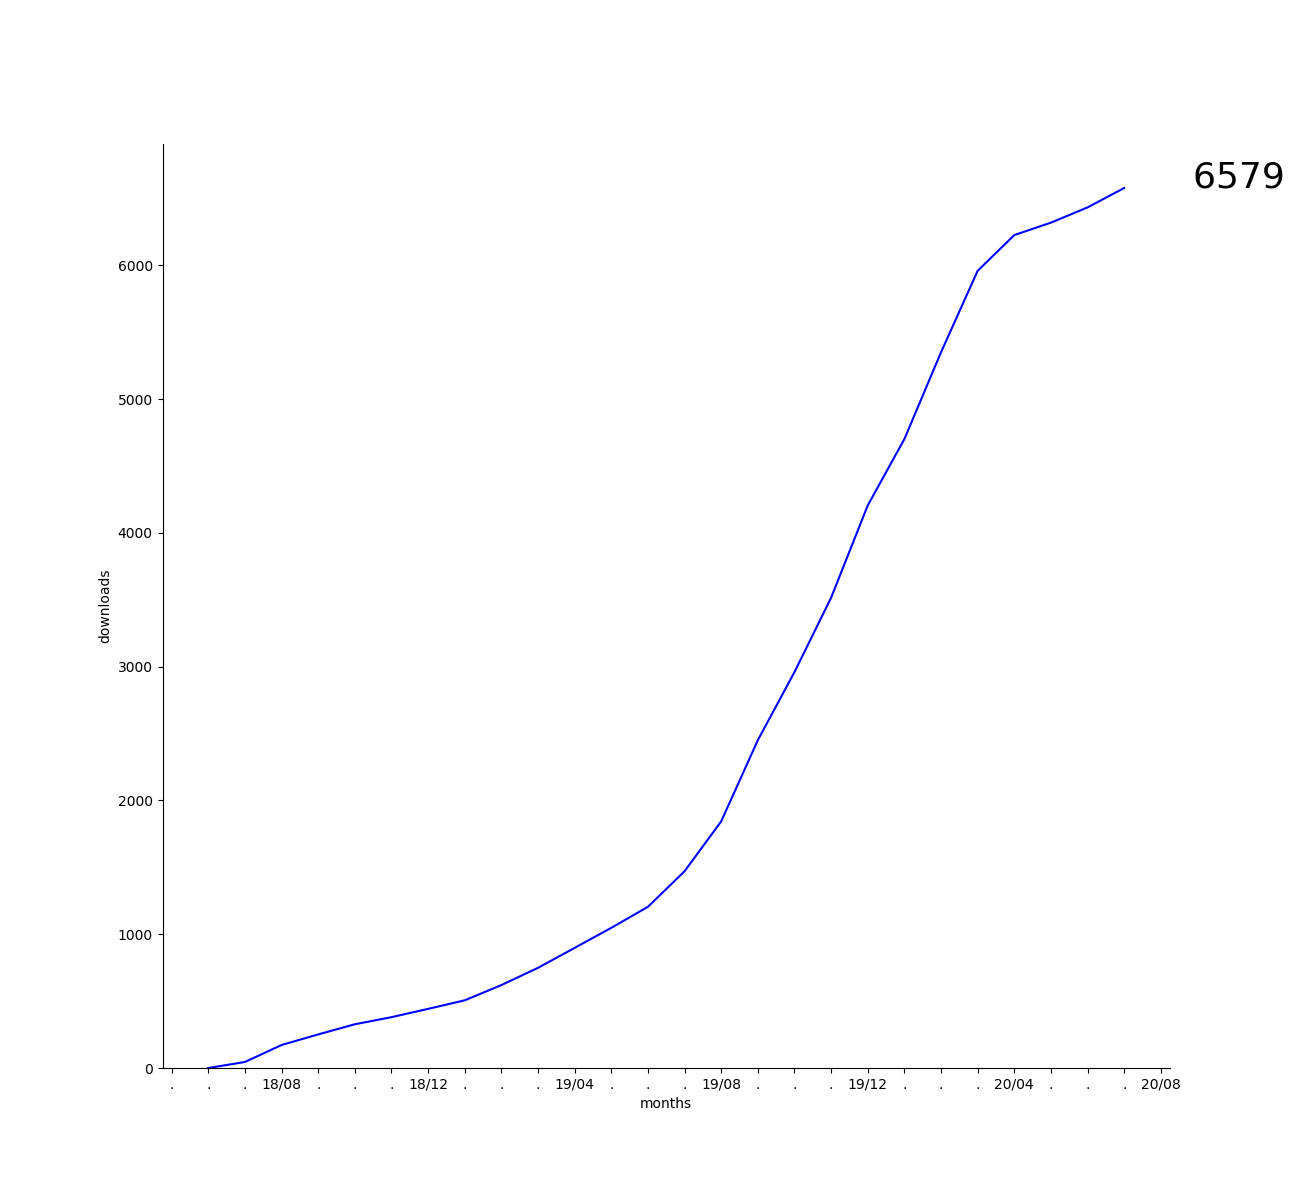 6579
6000
5000
4000
3000
2000
1000
0
downloads
. . . 18/08 . . . 18/12 . . . 19/04 . . . 19/08 . . . 19/12 . . . 20/04 . . . 20/08
months